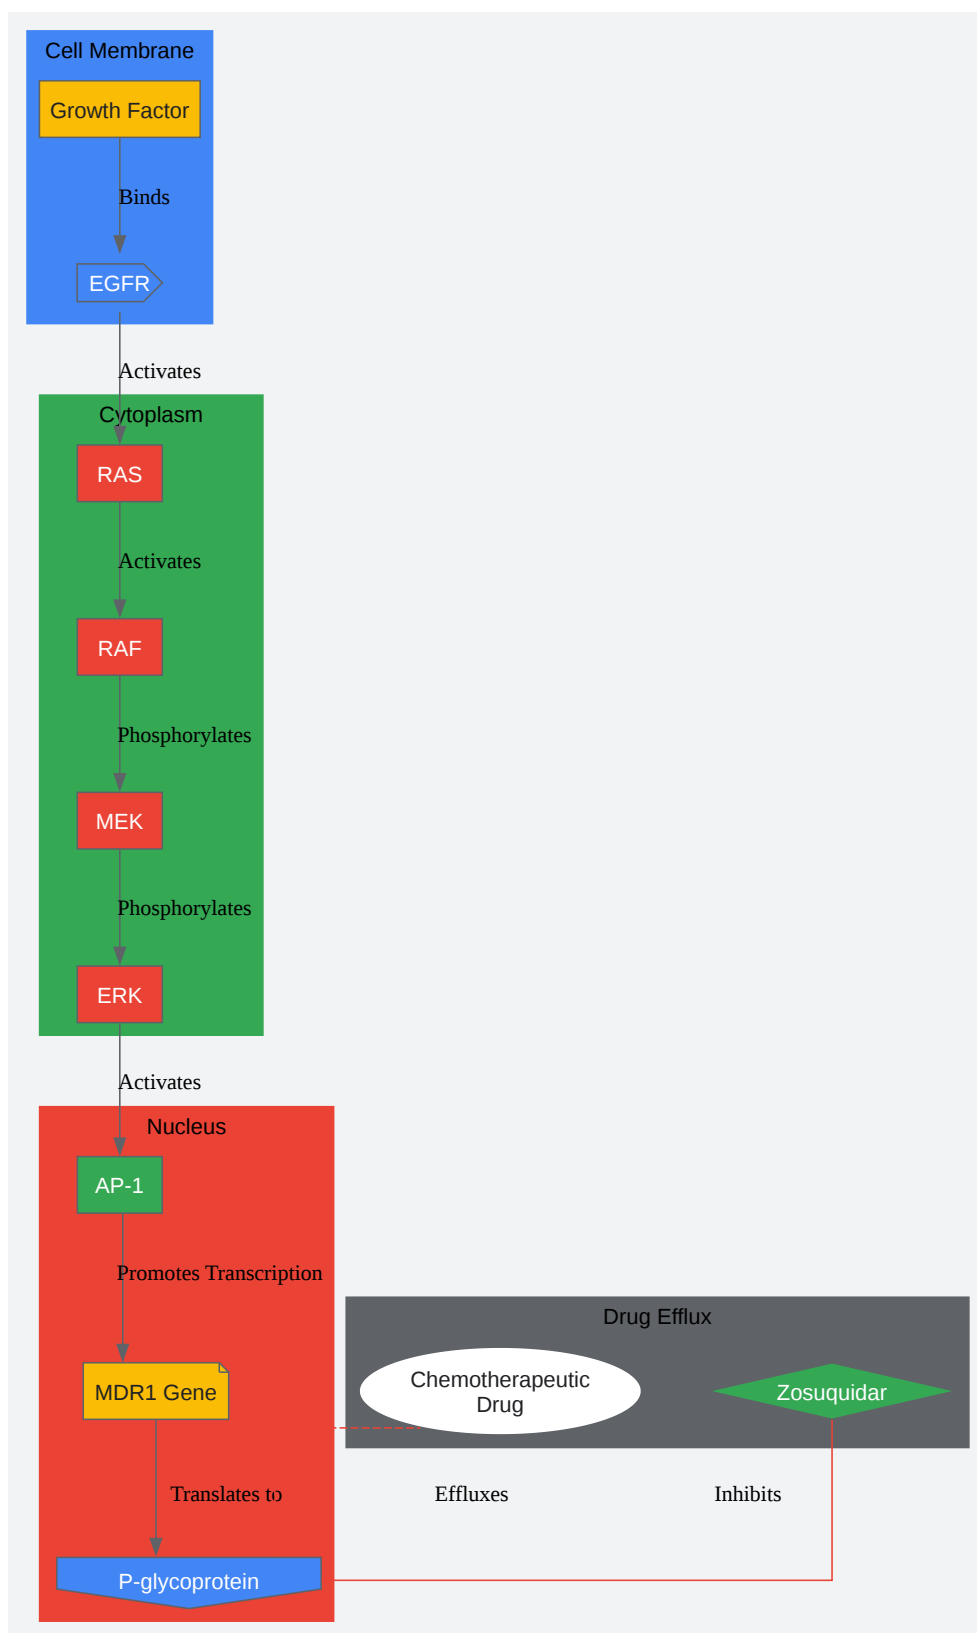 Cell Membrane
Growth Factor
Binds
EGFR
Activates
Cytoplasm
RAS
Activates
RAF
Phosphorylates
MEK
Phosphorylates
ERK
Activates
Nucleus
AP-1
Promotes Transcription
Drug Efflux
Chemotherapeutic
Drug
Zosuquidar
MDR1 Gene
Translates to
Effluxes
Inhibits
P-glycoprotein